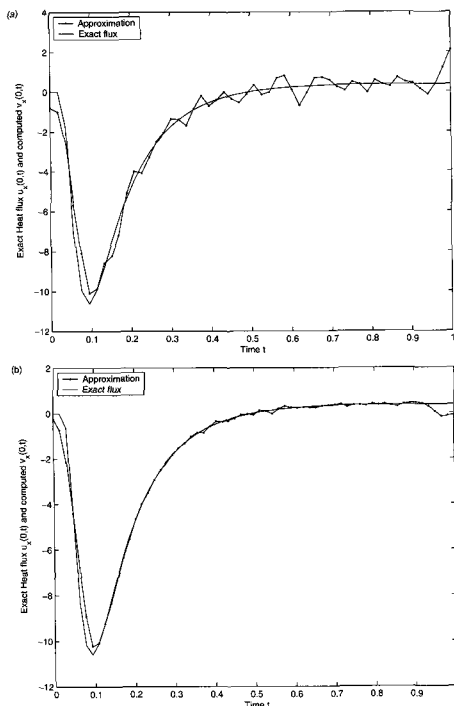 (a)
4
Approximation
Exact flux
2
0
-2
-4
-6
-8
-10
-12
Exact Heat flux u_x(0,t) and computed v_x(0,t)
0 0.1 0.2 0.3 0.4 0.5 0.6 0.7 0.8 0.9 1
Time t
(b)
2
Approximation
Exact flux
0
-2
-4
-6
-8
-10
-12
Exact Heat flux u_x(0,t) and computed v_x(0,t)
0 0.1 0.2 0.3 0.4 0.5 0.6 0.7 0.8 0.9 1
Time t